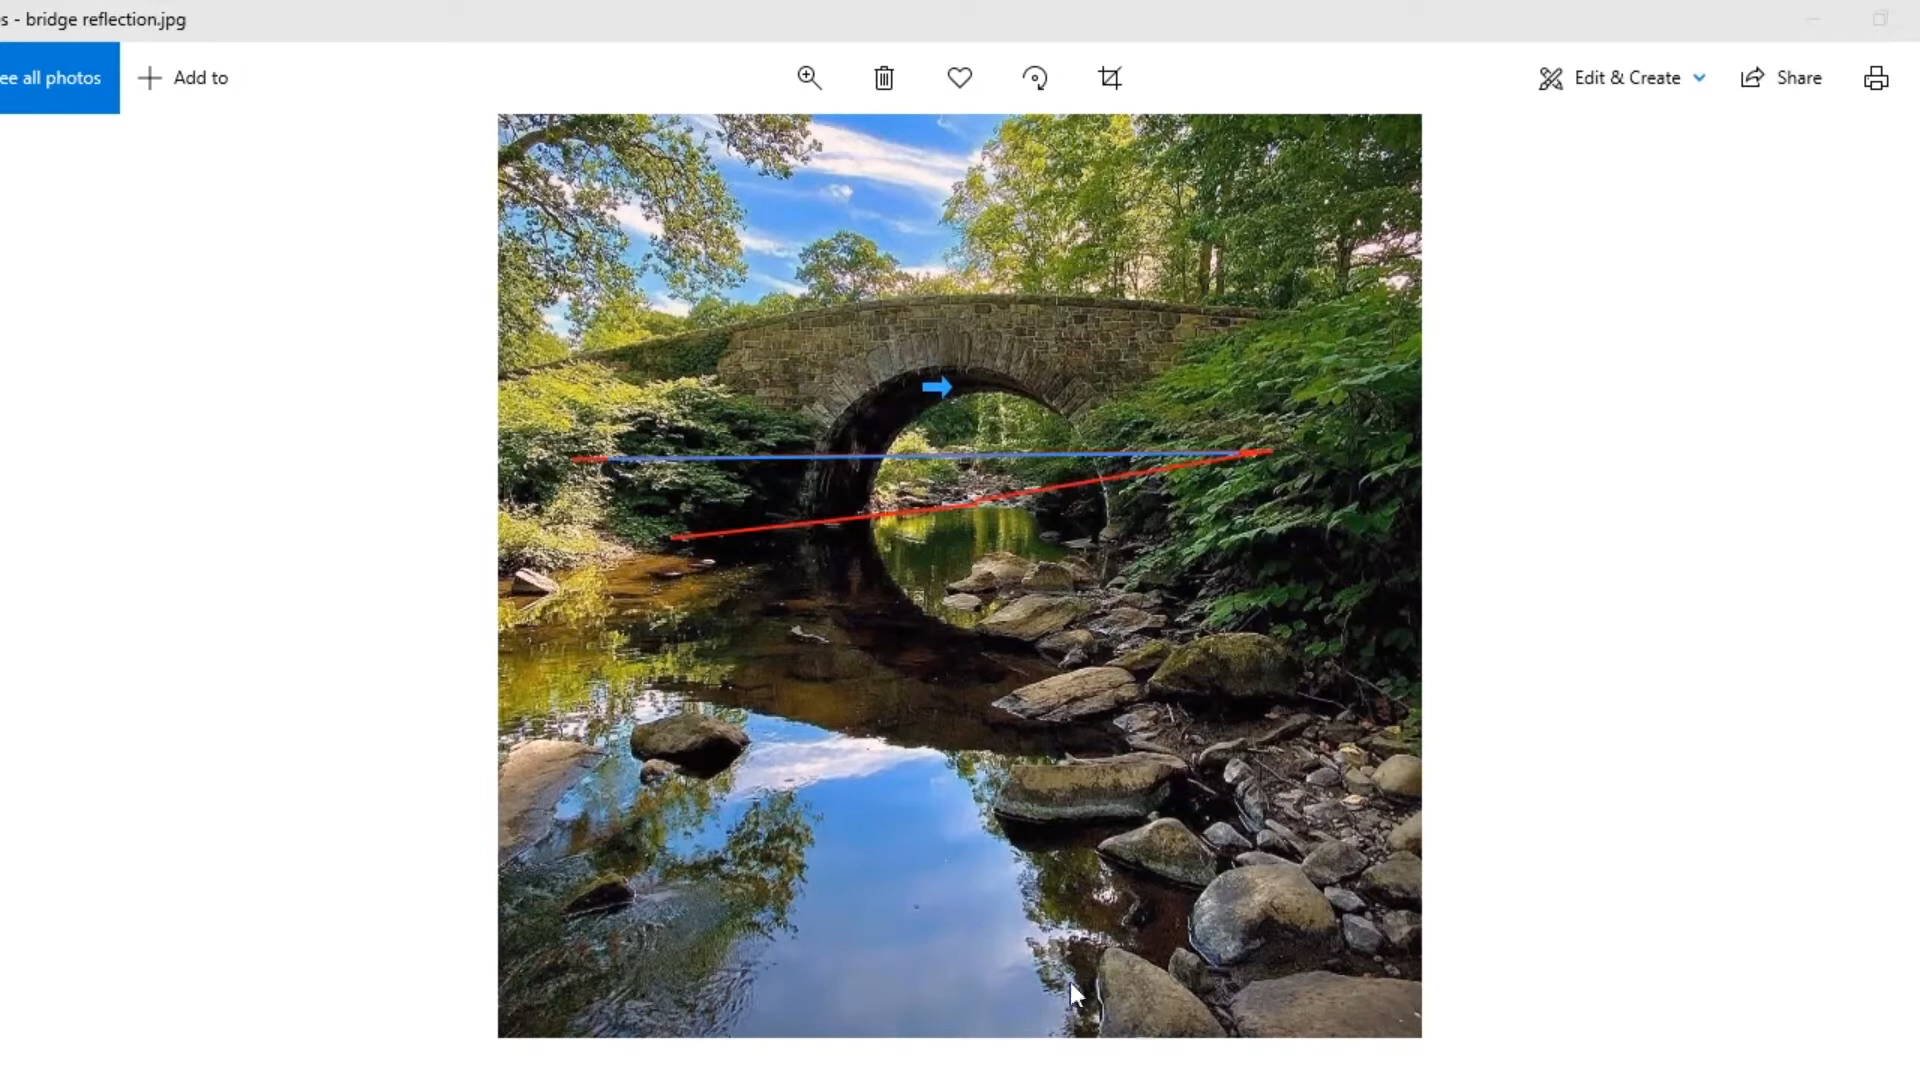 s - bridge reflection.jpg
ee all photos
Add to
Edit & Create
Share